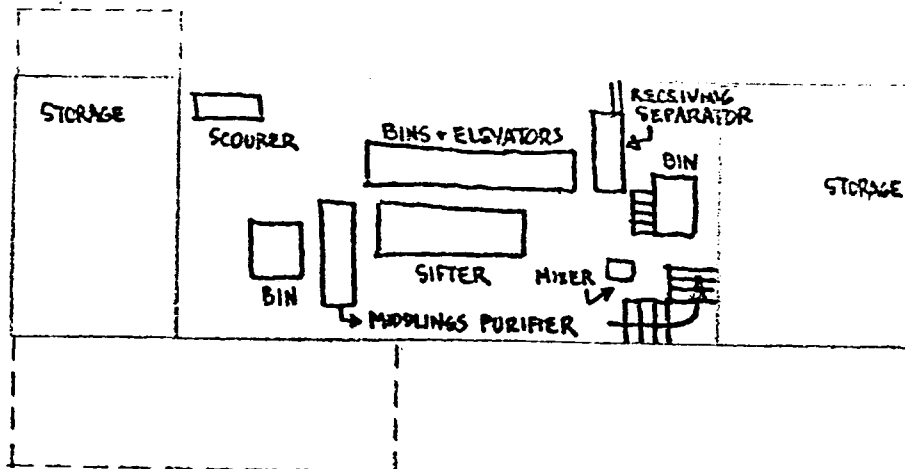 STORAGE
SCOURER
BINS + ELEVATORS
RECEIVING
SEPARATOR
BIN
STORAGE
BIN
SIFTER
MIXER
MIDDLINGS PURIFIER